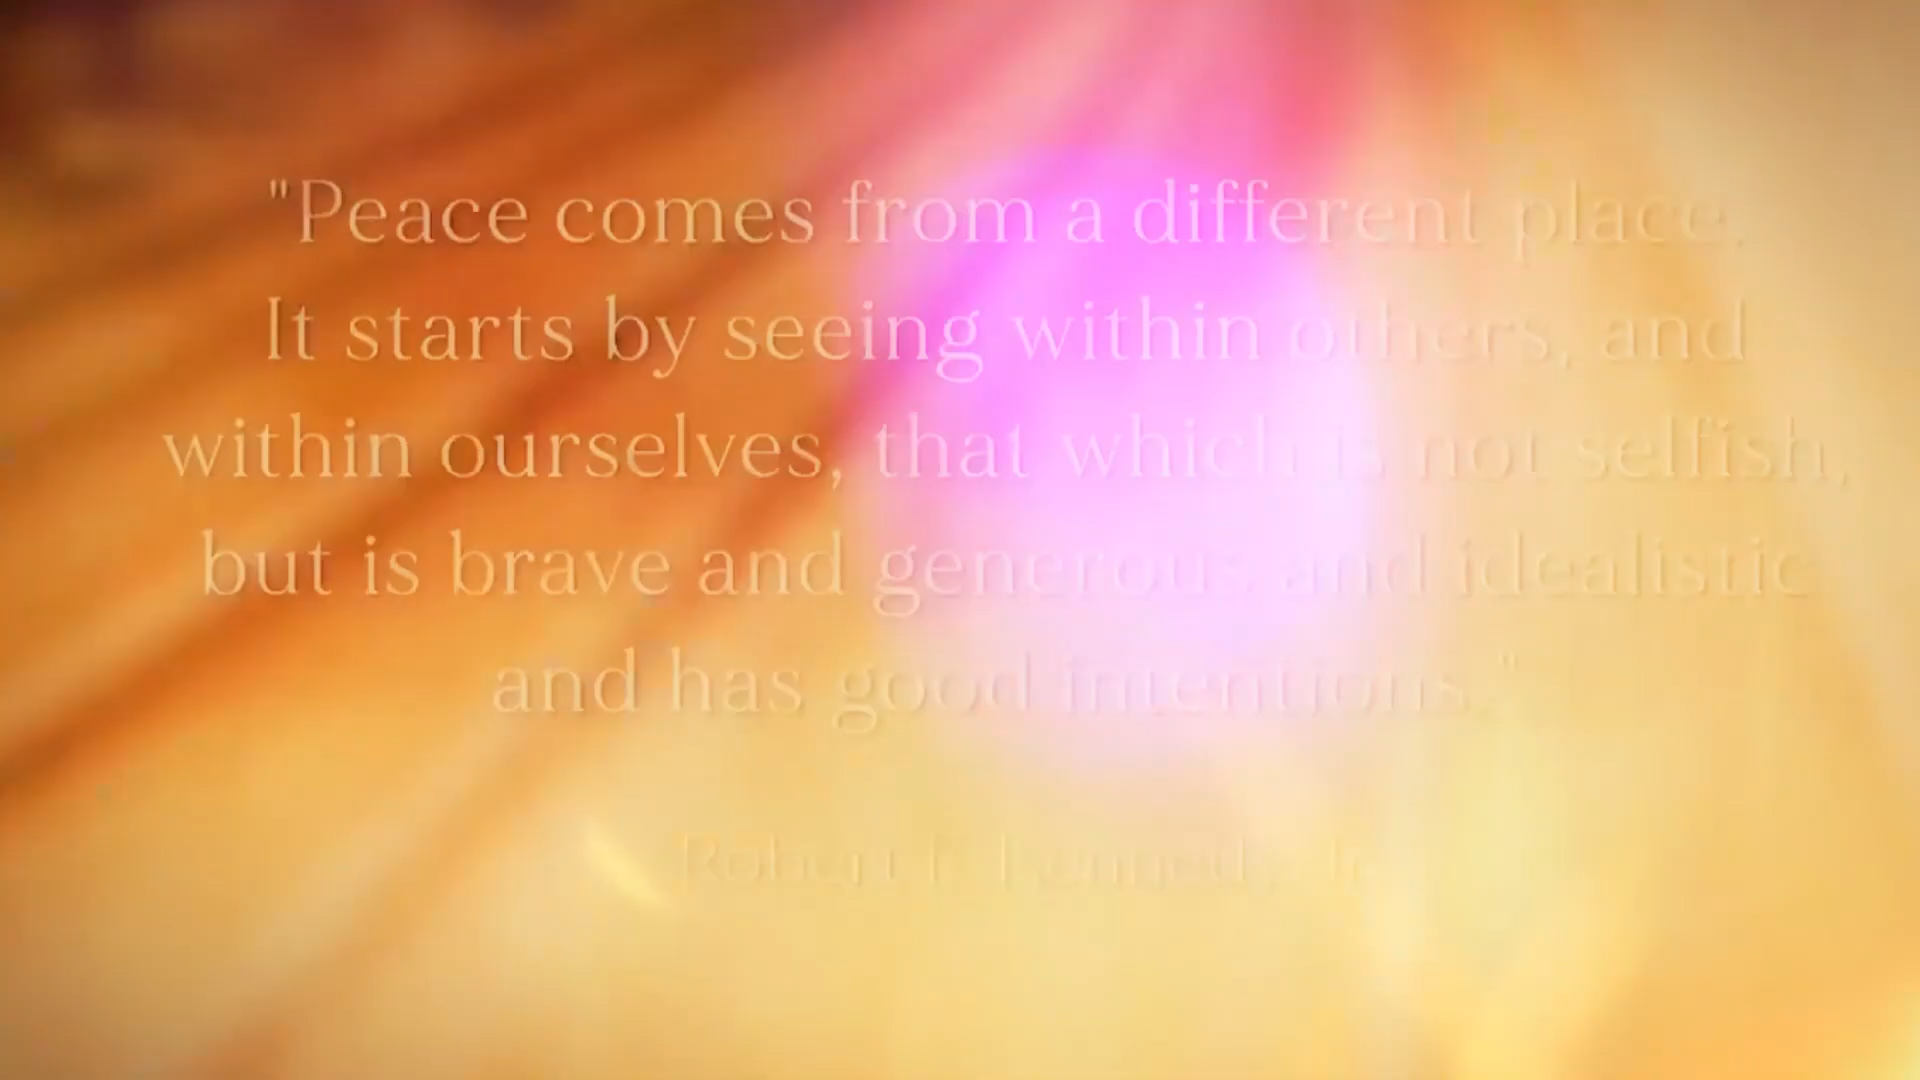 "Peace comes from a different place.
It starts by seeing within others, and
within ourselves, that which is not selfish,
but is brave and generous and idealistic
and has good intentions."
Robert F. Kennedy, Jr.